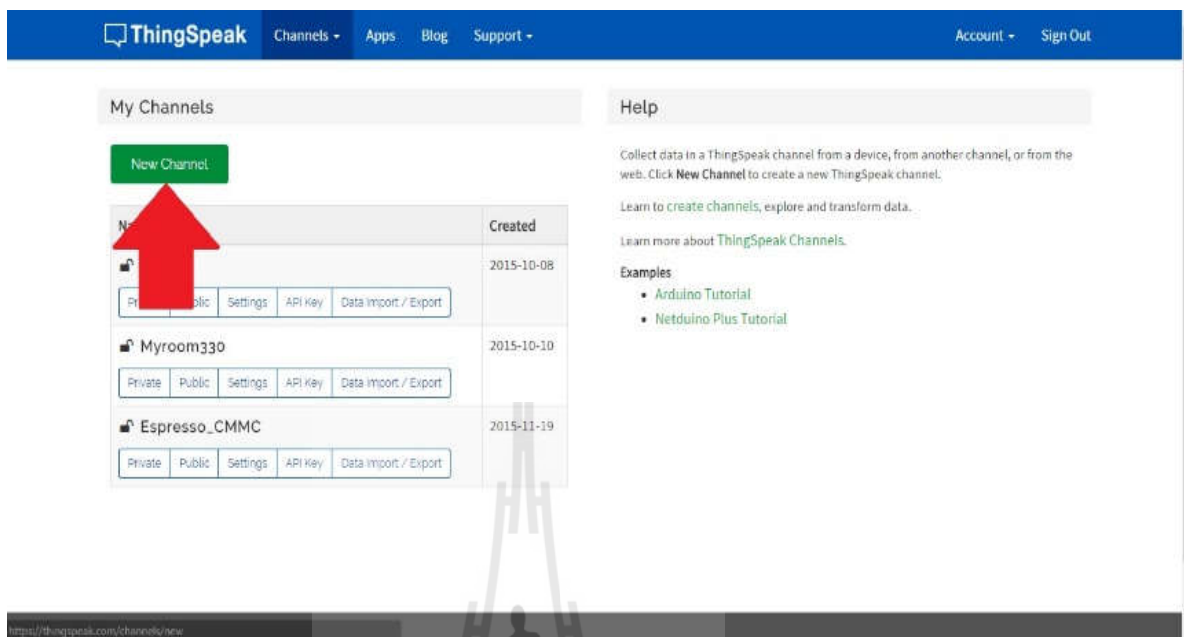 ThingSpeak Channels Apps Blog Support Account Sign Out
My Channels
New Channel
Created
2015-10-08
Settings API Key Data Import / Export
Myroom330
2015-10-10
Private Public Settings API Key Data Import / Export
Espresso_CMMC
2015-11-19
Private Public Settings API Key Data Import / Export
Help
Collect data in a ThingSpeak channel from a device, from another channel, or from the
web. Click New Channel to create a new ThingSpeak channel.
Learn to create channels, explore and transform data.
Learn more about ThingSpeak Channels.
Examples
Arduino Tutorial
Netduino Plus Tutorial
https://thingspeak.com/channels/new